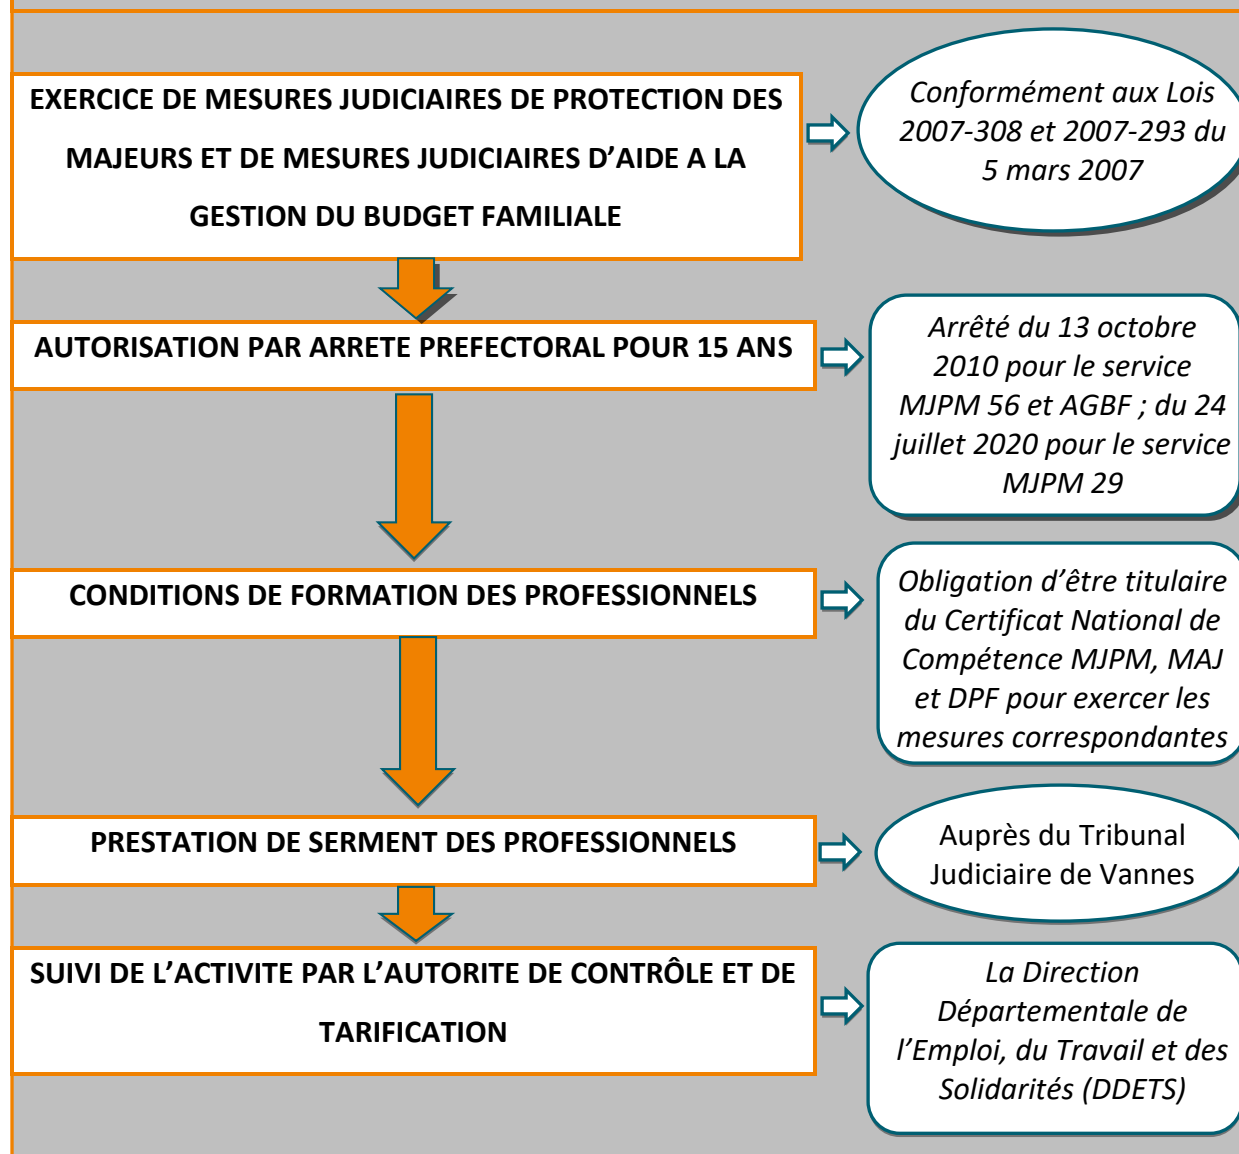 EXERCICE DE MESURES JUDICIAIRES DE PROTECTION DES
MAJEURS ET DE MESURES JUDICIAIRES D’AIDE A LA
GESTION DU BUDGET FAMILIALE
Conformément aux Lois
2007-308 et 2007-293 du
5 mars 2007
AUTORISATION PAR ARRETE PREFECTORAL POUR 15 ANS
Arrêté du 13 octobre
2010 pour le service
MJPM 56 et AGBF ; du 24
juillet 2020 pour le service
MJPM 29
CONDITIONS DE FORMATION DES PROFESSIONNELS
Obligation d’être titulaire
du Certificat National de
Compétence MJPM, MAJ
et DPF pour exercer les
mesures correspondantes
PRESTATION DE SERMENT DES PROFESSIONNELS
Auprès du Tribunal
Judiciaire de Vannes
SUIVI DE L’ACTIVITE PAR L’AUTORITE DE CONTRÔLE ET DE
TARIFICATION
La Direction
Départementale de
l’Emploi, du Travail et des
Solidarités (DDETS)